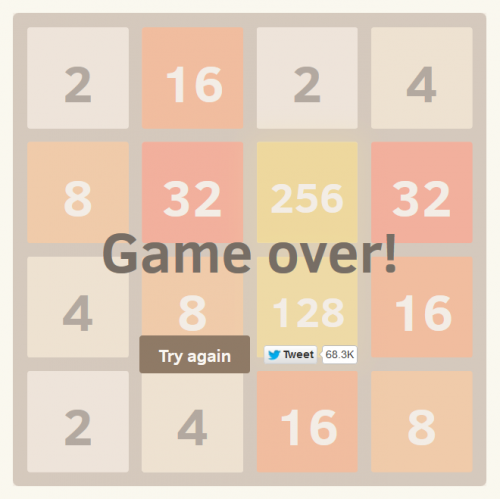 2 16 2 4
8 32 256 32
Game over!
4 8 128 16
Try again Tweet 68.3K
2 4 16 8